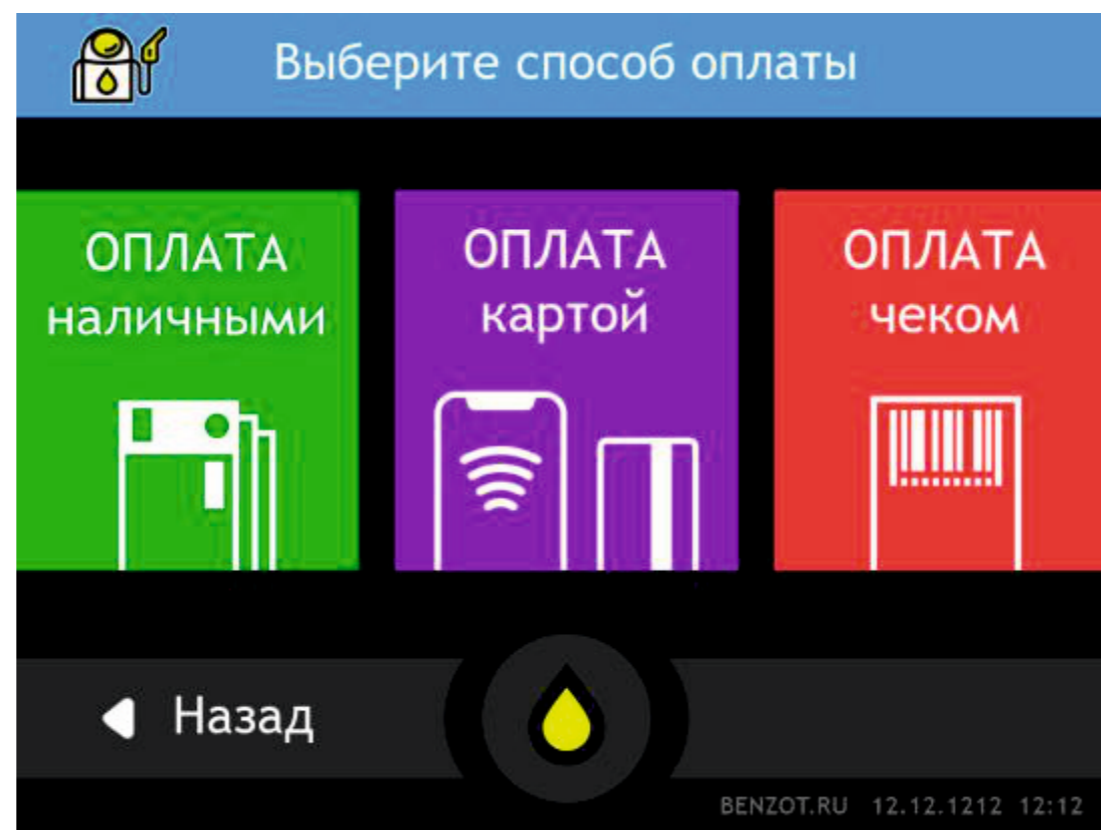 Выберите способ оплаты
ОПЛАТА
наличными
ОПЛАТА
картой
ОПЛАТА
чеком
Назад
BENZOT.RU 12.12.1212 12:12